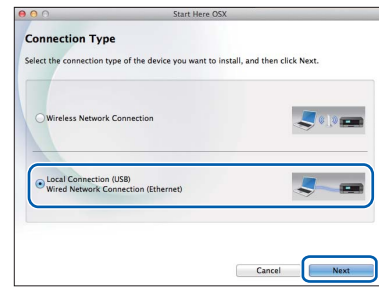 Start Here OSX
Connection Type
Select the connection type of the device you want to install, and then click Next.
Wireless Network Connection
Local Connection (USB)
Wired Network Connection (Ethernet)
Cancel
Next